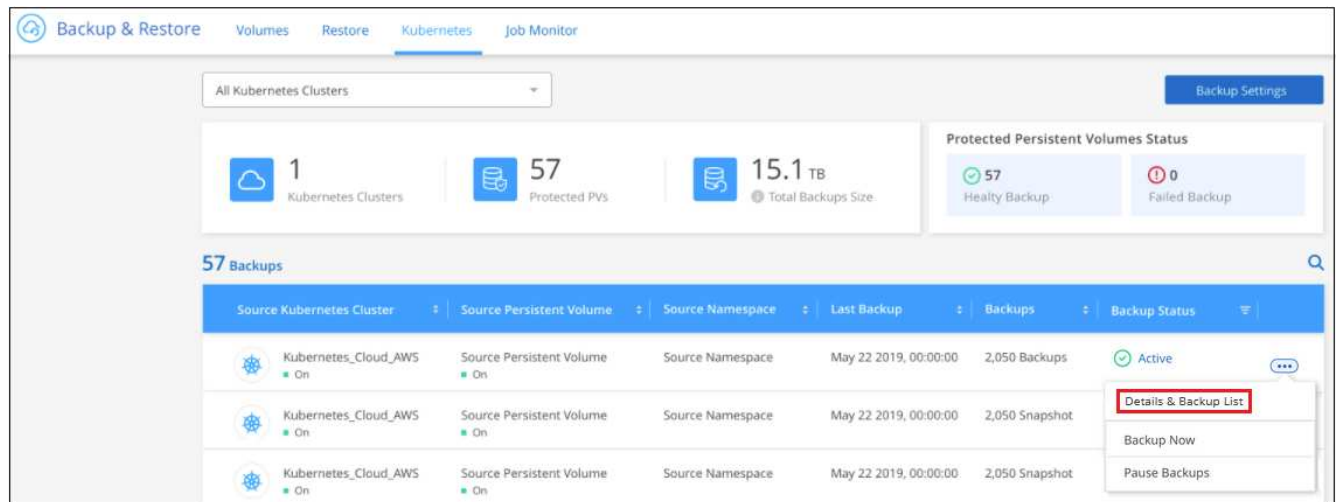 Backup & Restore Volumes Restore Kubernetes Job Monitor
All Kubernetes Clusters
Backup Settings
1
Kubernetes Clusters
57
Protected PVs
15.1 TB
Total Backups Size
Protected Persistent Volumes Status
57
Healty Backup
0
Failed Backup
57 Backups
Source Kubernetes Cluster Source Persistent Volume Source Namespace Last Backup Backups Backup Status
Kubernetes_Cloud_AWS Source Persistent Volume Source Namespace May 22 2019, 00:00:00 2,050 Backups Active
On On
Details & Backup List
Kubernetes_Cloud_AWS Source Persistent Volume Source Namespace May 22 2019, 00:00:00 2,050 Snapshot
On On
Backup Now
Kubernetes_Cloud_AWS Source Persistent Volume Source Namespace May 22 2019, 00:00:00 2,050 Snapshot
Pause Backups
On On